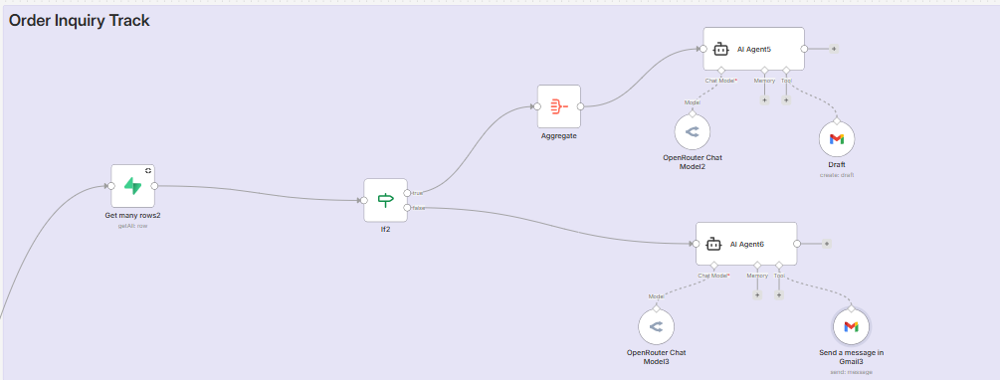 Order Inquiry Track
AI Agent5
Chat Model*
Memory
Tool
Model
OpenRouter Chat
Model2
Draft
create: draft
Aggregate
Get many rows2
getAll: row
If2
true
false
AI Agent6
Chat Model*
Memory
Tool
Model
OpenRouter Chat
Model3
Send a message in
Gmail3
send: message